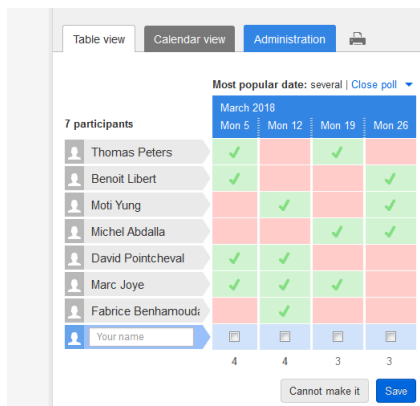 Table view Calendar view Administration
Most popular date: several | Close poll
March 2018
7 participants Mon 5 Mon 12 Mon 19 Mon 26
Thomas Peters
Benoit Libert
Moti Yung
Michel Abdalla
David Pointcheval
Marc Joye
Fabrice Benhamouda
Your name
4 4 3 3
Cannot make it Save